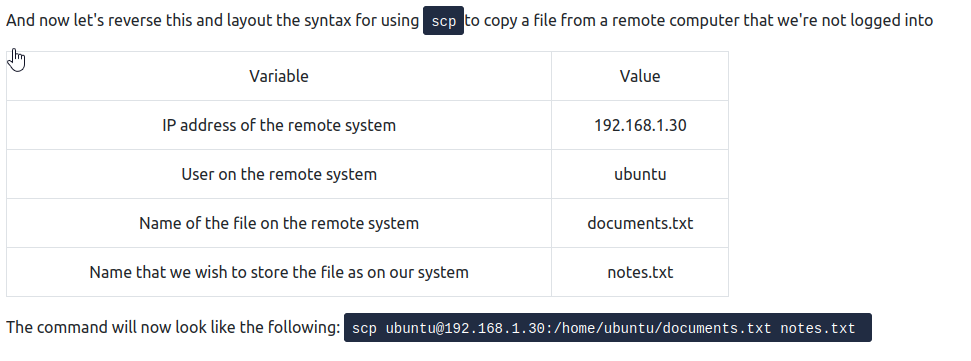 And now let's reverse this and layout the syntax for using scp to copy a file from a remote computer that we're not logged into
Variable Value
IP address of the remote system 192.168.1.30
User on the remote system ubuntu
Name of the file on the remote system documents.txt
Name that we wish to store the file as on our system notes.txt
The command will now look like the following: scp ubuntu@192.168.1.30:/home/ubuntu/documents.txt notes.txt